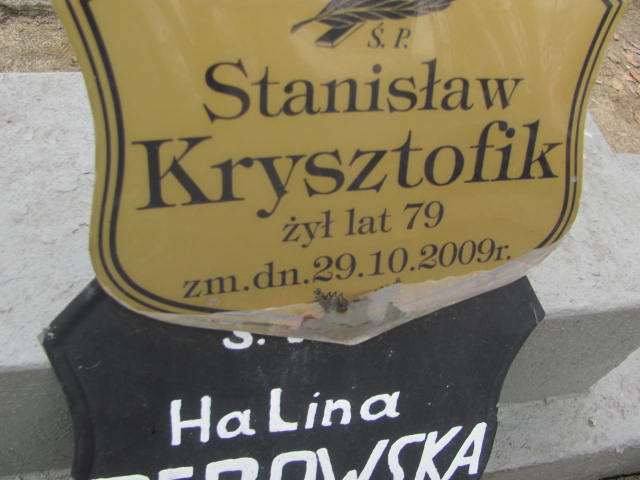 Ś. P.
Stanisław
Krysztofik
żył lat 79
zm.dn.29.10.2009r.
HaLina